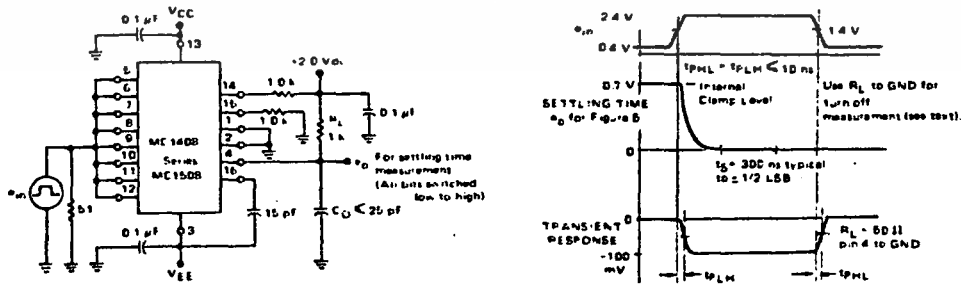 VCC
0.1 µF
13
+2.0 Vdc
5
6
7
8
9
10
11
12
14
15
1
2
4
16
1.0 k
1.0 k
RL
1 k
0.1 µF
MC1408
Series
MC1508
eO
For settling time
measurement
(All bits switched
low to high)
ein
51
15 pF
CO ≤ 25 pF
0.1 µF
3
VEE
2.4 V
ein
1.4 V
0.4 V
tPHL = tPLH ≤ 10 ns
0.7 V
Internal
Clamp Level
Use RL to GND for
turn off
measurement (see text).
SETTLING TIME
eO for Figure 5
0
tS = 300 ns typical
to ± 1/2 LSB
0
TRANSIENT
RESPONSE
RL = 50 Ω
pin 4 to GND
-100
mV
tPLH
tPHL